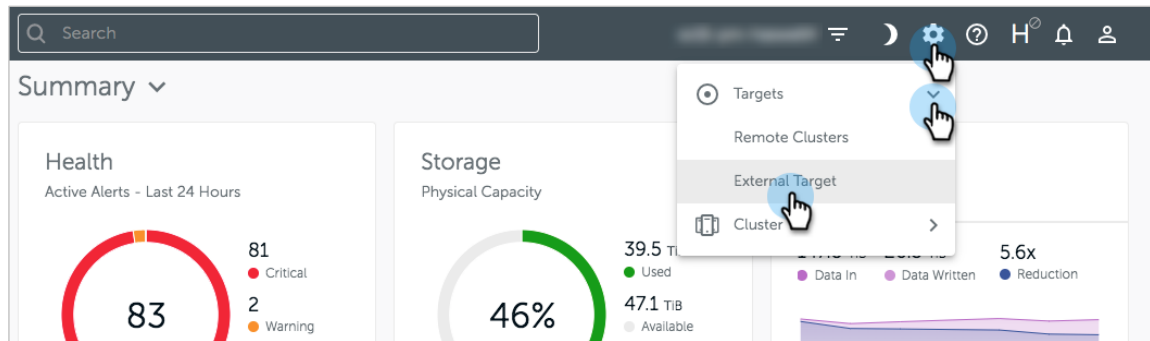 Search
H
Summary
Targets
Remote Clusters
External Target
Cluster
Health
Active Alerts - Last 24 Hours
83
81
Critical
2
Warning
Storage
Physical Capacity
46%
39.5
Used
47.1 TiB
Available
Data In
Data Written
5.6x
Reduction